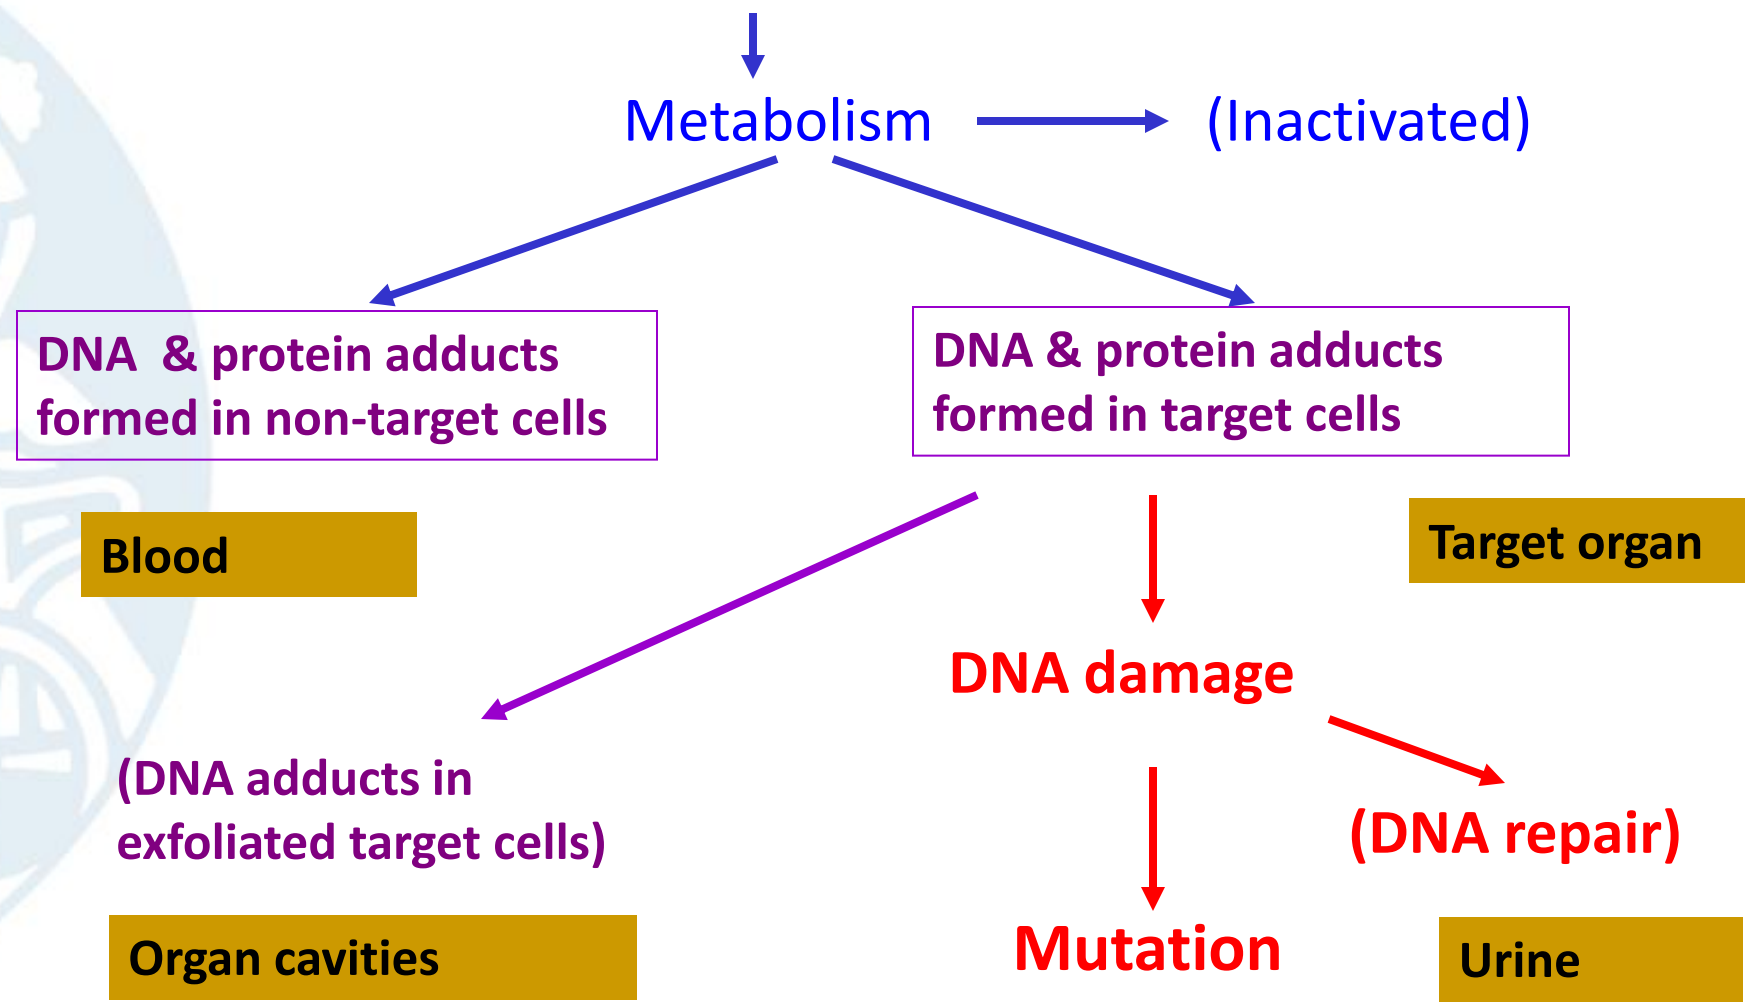 Metabolism
(Inactivated)
DNA & protein adducts
formed in non-target cells
DNA & protein adducts
formed in target cells
Blood
Target organ
DNA damage
(DNA adducts in
exfoliated target cells)
(DNA repair)
Organ cavities
Mutation
Urine